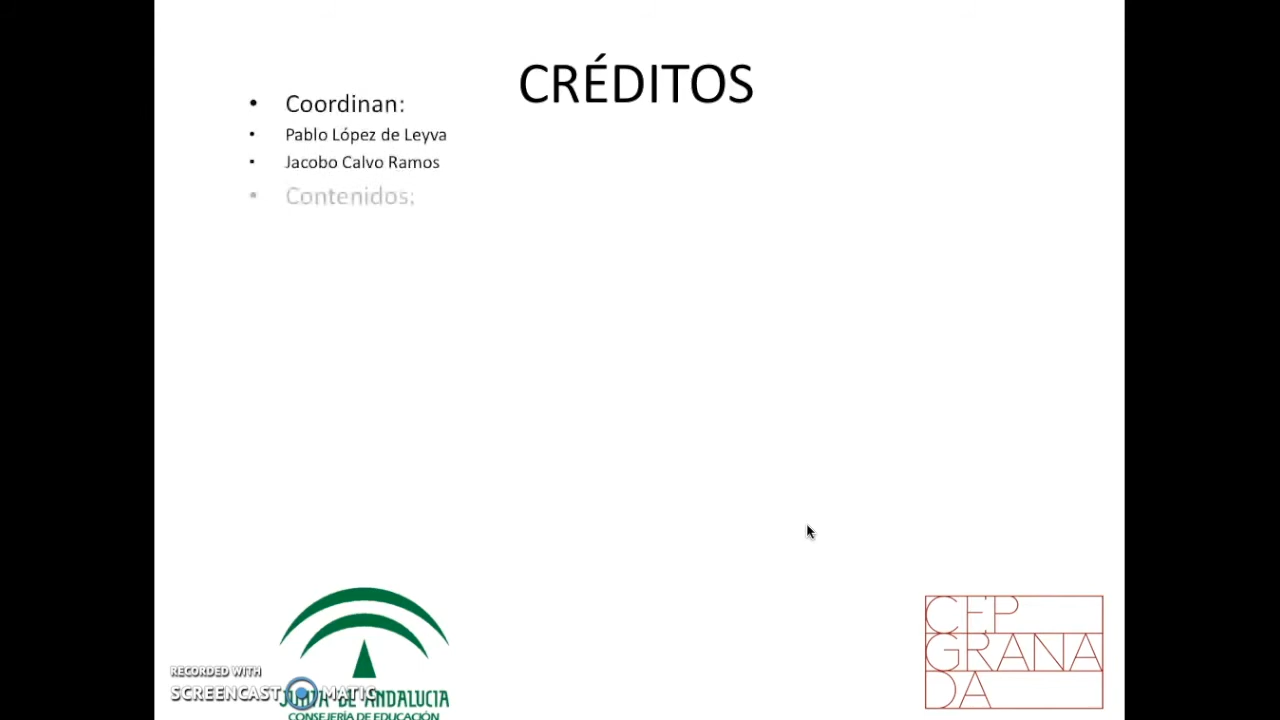 CRÉDITOS
• Coordinan:
• Pablo López de Leyva
• Jacobo Calvo Ramos
• Contenidos:
RECORDED WITH
SCREENCAST MATIC
JUNTA DE ANDALUCIA
CONSEJERÍA DE EDUCACIÓN
CEP
GRANA
DA